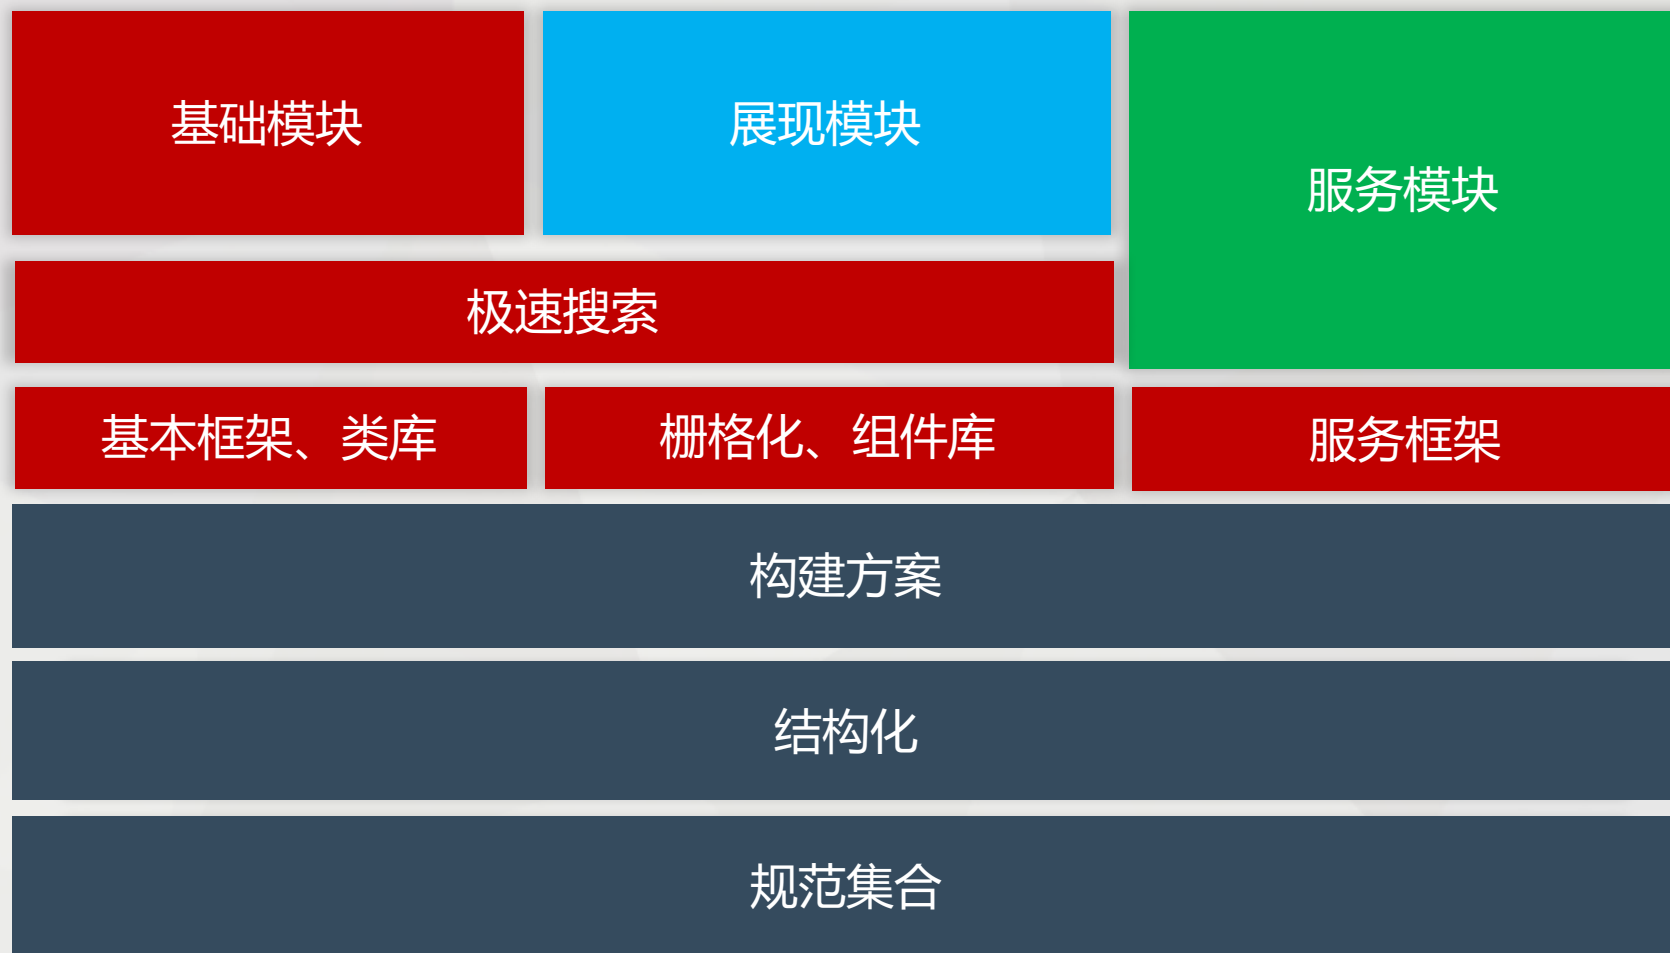 基础模块
展现模块
服务模块
极速搜索
基本框架、类库
栅格化、组件库
服务框架
构建方案
结构化
规范集合